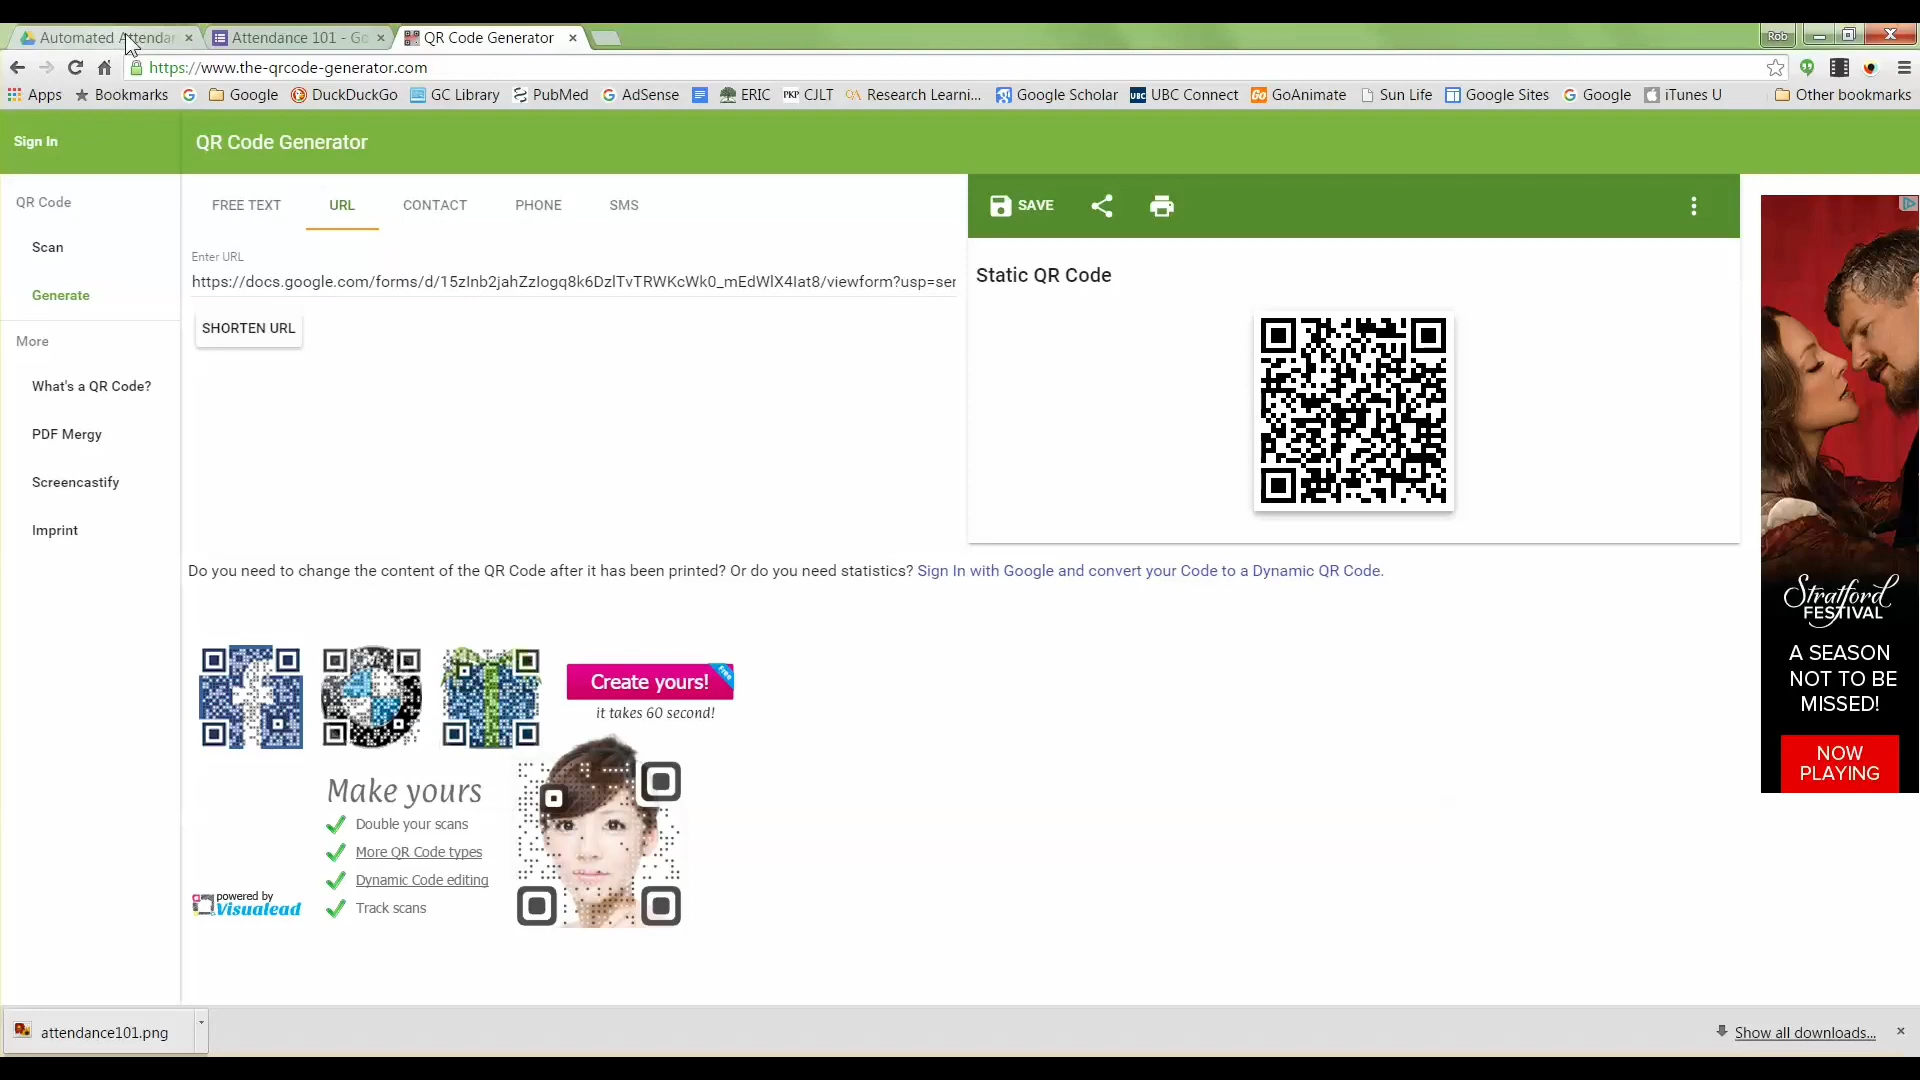 Automated Attendar
Attendance 101 - Go
QR Code Generator
Rob
https://www.the-qrcode-generator.com
Apps Bookmarks Google DuckDuckGo GC Library PubMed AdSense ERIC PKP CJLT Research Learni... Google Scholar UBC UBC Connect Go GoAnimate Sun Life Google Sites Google iTunes U Other bookmarks
Sign In
QR Code Generator
QR Code
Scan
Generate
More
What's a QR Code?
PDF Mergy
Screencastify
Imprint
FREE TEXT URL CONTACT PHONE SMS
Enter URL
https://docs.google.com/forms/d/15zInb2jahZzIogq8k6DzlTvTRWKcWk0_mEdWlX4Iat8/viewform?usp=ser
SHORTEN URL
SAVE
Static QR Code
Do you need to change the content of the QR Code after it has been printed? Or do you need statistics? Sign In with Google and convert your Code to a Dynamic QR Code.
Create yours!
free
it takes 60 second!
Make yours
Double your scans
More QR Code types
Dynamic Code editing
Track scans
powered by
Visualead
Stratford
FESTIVAL
A SEASON
NOT TO BE
MISSED!
NOW
PLAYING
attendance101.png
Show all downloads...